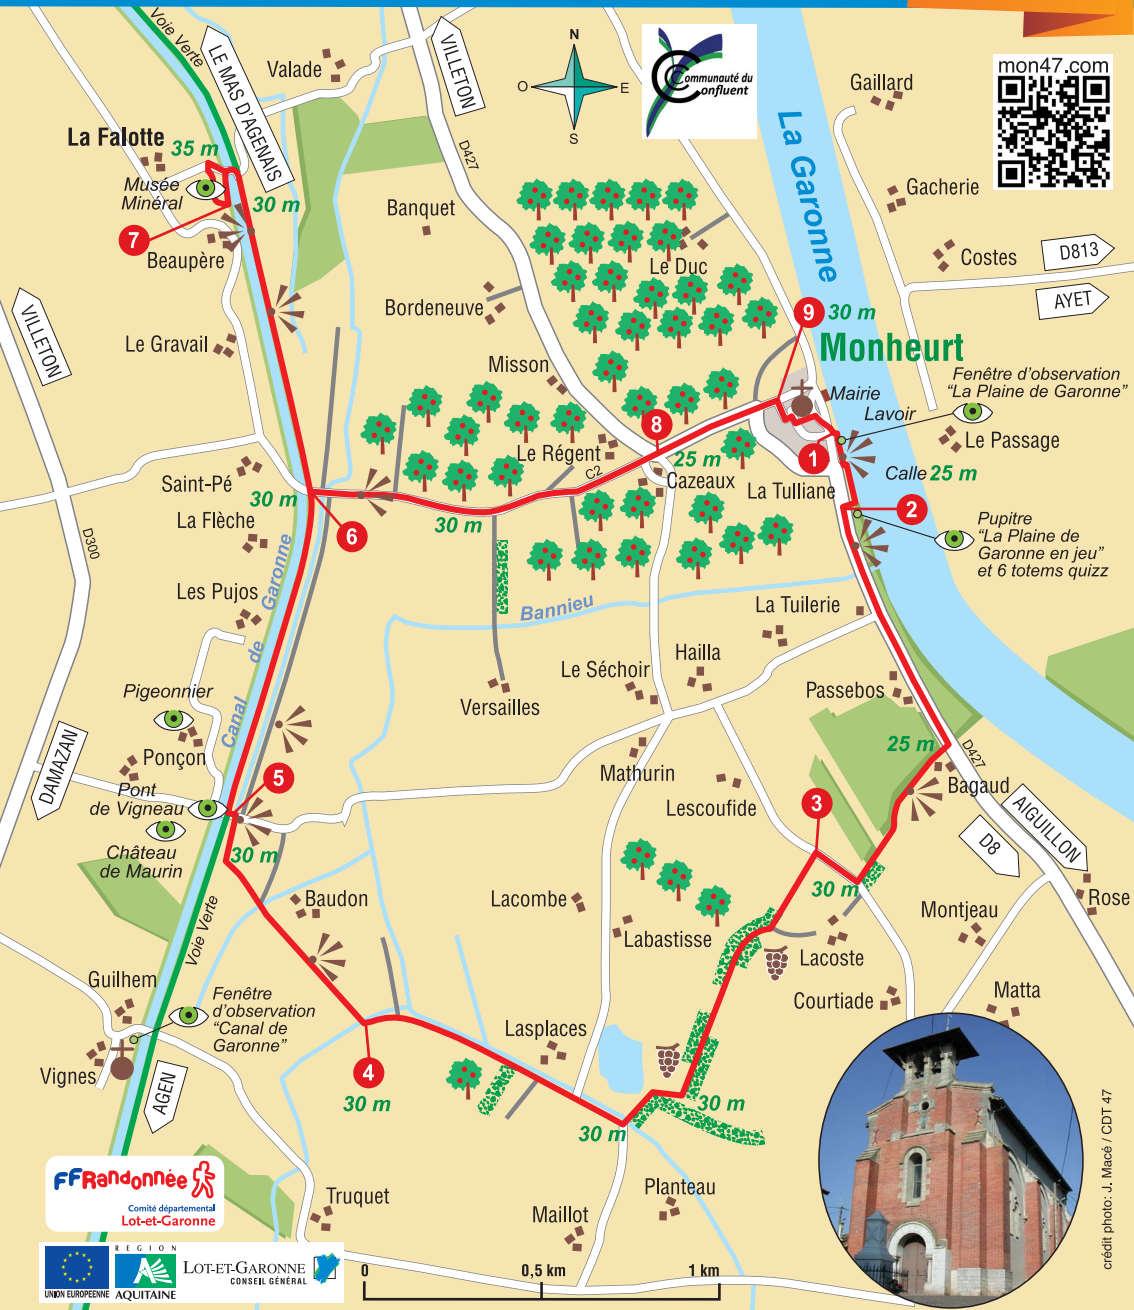 Voie Verte
LE MAS D'AGENAIS
Valade
VILLETON
D427
N
O
E
S
Communauté du
Confluent
La Garonne
Gaillard
mon47.com
La Falotte
35 m
Musée
Minéral
30 m
7
Beaupère
Banquet
Gacherie
Costes
D813
AYET
Le Duc
Bordeneuve
9
30 m
Monheurt
VILLETON
Le Gravail
Misson
Mairie
Lavoir
Fenêtre d'observation
"La Plaine de Garonne"
Le Passage
8
Le Régent
C2
25 m
Cazeaux
1
La Tulliane
Calle
25 m
2
Saint-Pé
30 m
La Flèche
6
30 m
Pupitre
"La Plaine de
Garonne en jeu"
et 6 totems quizz
D300
Les Pujos
Canal de Garonne
Bannieu
La Tuilerie
Hailla
Le Séchoir
Versailles
Passebos
Pigeonnier
Ponçon
25 m
D427
DAMAZAN
Mathurin
Lescoufide
Bagaud
5
Pont
de Vigneau
Château
de Maurin
30 m
3
AIGUILLON
D8
30 m
Voie Verte
Baudon
Lacombe
Labastisse
Lacoste
Montjeau
Rose
Guilhem
Fenêtre
d'observation
"Canal de
Garonne"
Courtiade
Matta
Lasplaces
Vignes
4
30 m
AGEN
30 m
30 m
FFRandonnée
Comité départemental
Lot-et-Garonne
Truquet
Maillot
Planteau
crédit photo: J. Macé / CDT 47
UNION EUROPEENNE
REGION
AQUITAINE
LOT-ET-GARONNE
CONSEIL GÉNÉRAL
0
0,5 km
1 km